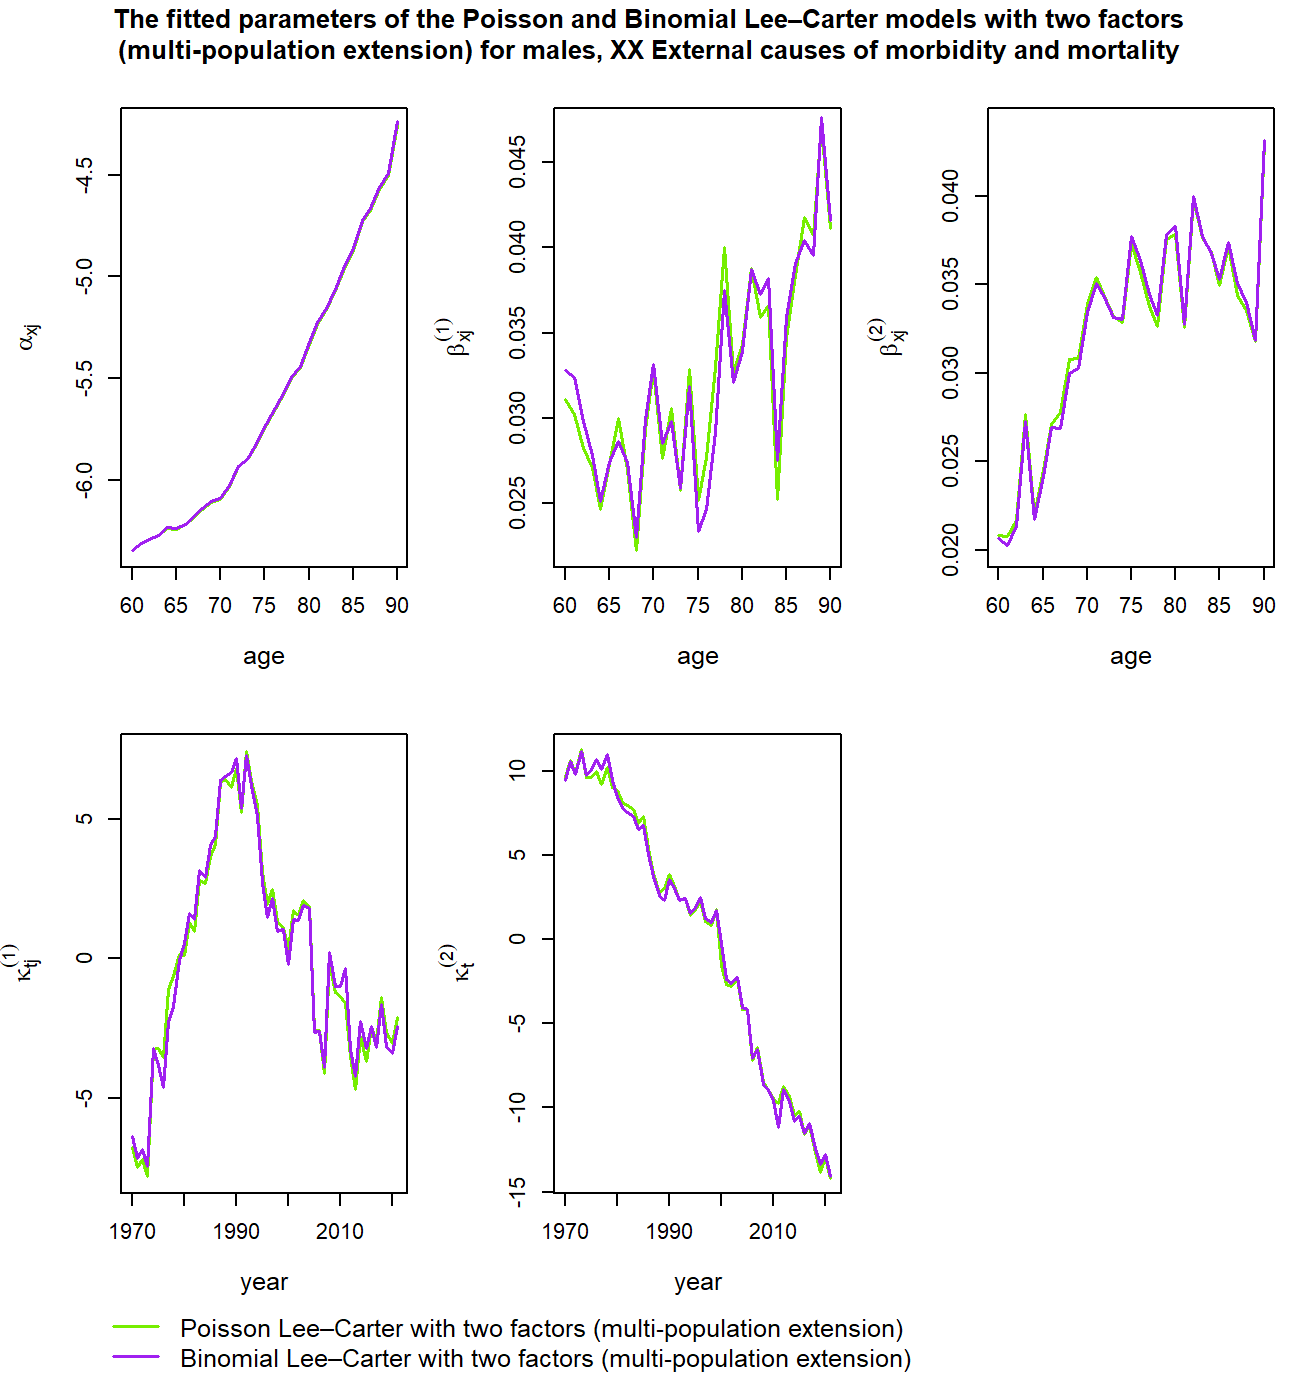 The fitted parameters of the Poisson and Binomial Lee–Carter models with two factors
(multi-population extension) for males, XX External causes of morbidity and mortality
αxj
-4.5
-5.0
-5.5
-6.0
60 65 70 75 80 85 90
age
βxj(1)
0.045
0.040
0.035
0.030
0.025
60 65 70 75 80 85 90
age
βxj(2)
0.040
0.035
0.030
0.025
0.020
60 65 70 75 80 85 90
age
κtj(1)
5
0
-5
1970 1990 2010
year
κt(2)
10
5
0
-5
-10
-15
1970 1990 2010
year
Poisson Lee–Carter with two factors (multi-population extension)
Binomial Lee–Carter with two factors (multi-population extension)